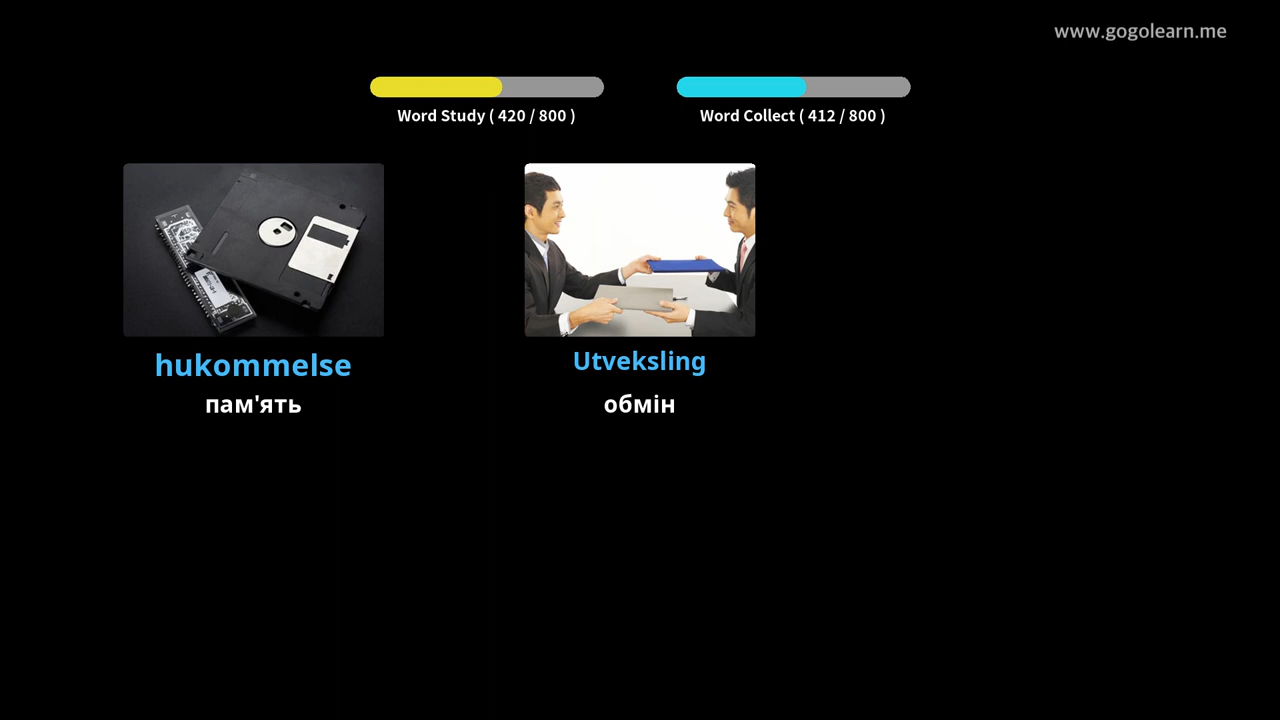 www.gogolearn.me
Word Study ( 420 / 800 )
Word Collect ( 412 / 800 )
hukommelse
пам'ять
Utveksling
обмін